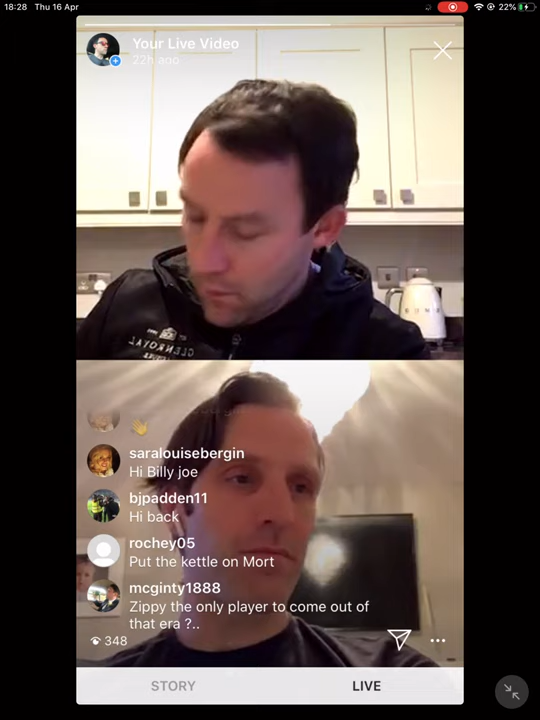 18:28 Thu 16 Apr 22%
Your Live Video
22h ago
GLENROYAL
saralouisebergin
Hi Billy joe
bjpadden11
Hi back
rochey05
Put the kettle on Mort
mcginty1888
Zippy the only player to come out of
that era ?..
348
STORY LIVE